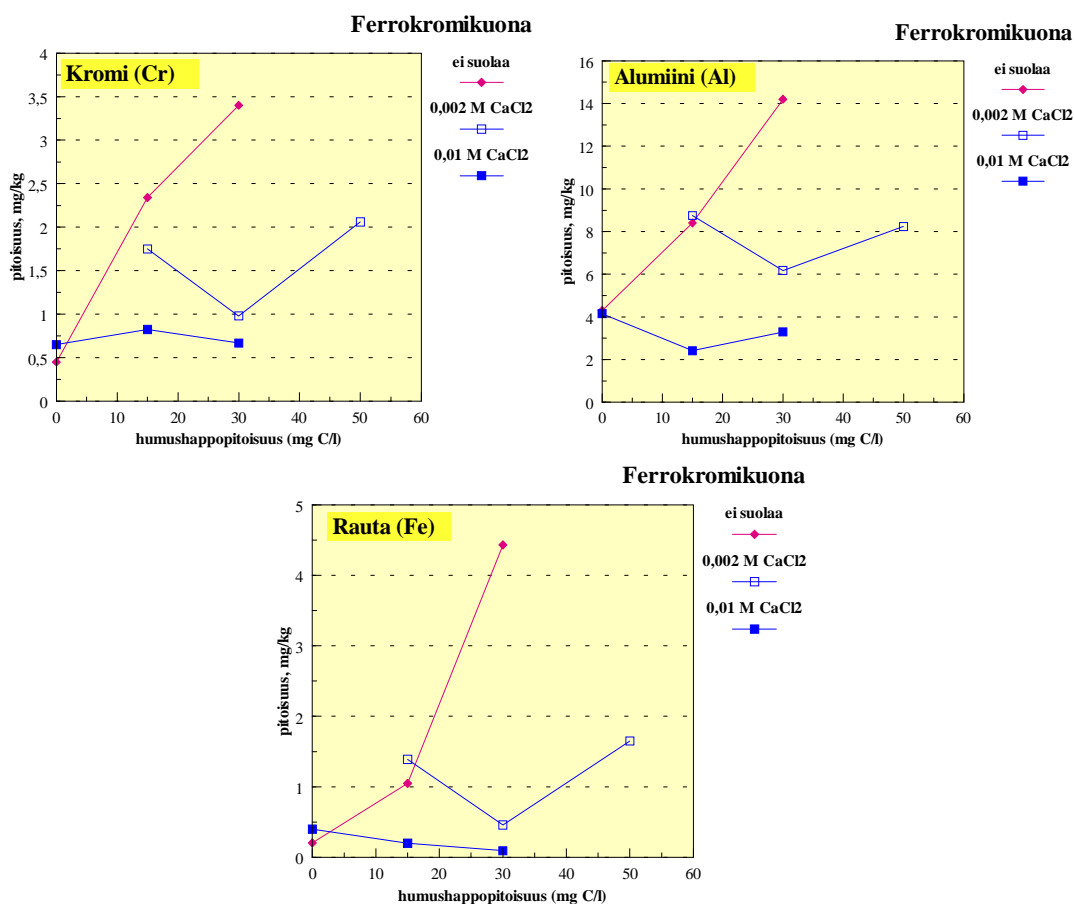 Ferrokromikuona
Kromi (Cr)
ei suolaa
0,002 M CaCl2
0,01 M CaCl2
pitoisuus, mg/kg
4
3,5
3
2,5
2
1,5
1
0,5
0
0 10 20 30 40 50 60
humushappopitoisuus (mg C/l)
Ferrokromikuona
Alumiini (Al)
ei suolaa
0,002 M CaCl2
0,01 M CaCl2
pitoisuus, mg/kg
16
14
12
10
8
6
4
2
0
0 10 20 30 40 50 60
humushappopitoisuus (mg C/l)
Ferrokromikuona
Rauta (Fe)
ei suolaa
0,002 M CaCl2
0,01 M CaCl2
pitoisuus, mg/kg
5
4
3
2
1
0
0 10 20 30 40 50 60
humushappopitoisuus (mg C/l)